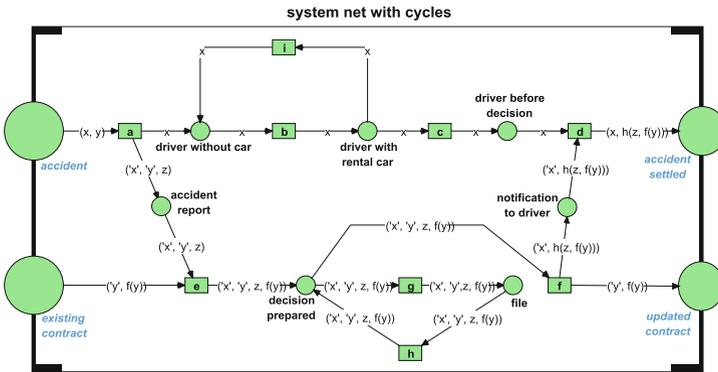 system net with cycles
i
x
x
driver before
decision
(x, y)
a
x
x
b
x
x
c
x
x
d
(x, h(z, f(y)))
driver without car
driver with
rental car
accident
accident
settled
('x', 'y', z)
('x', h(z, f(y)))
accident
report
notification
to driver
('x', 'y', z)
('x', 'y', z, f(y))
('x', h(z, f(y)))
('y', f(y))
e
('x', 'y', z, f(y))
('x', 'y', z, f(y))
g
('x', 'y',z, f(y))
f
('y', f(y))
decision
prepared
file
existing
contract
('x', 'y', z, f(y))
('x', 'y', z, f(y))
updated
contract
h